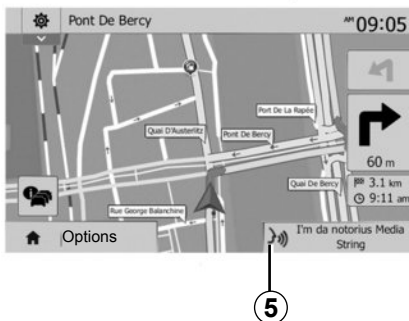 Pont De Bercy
AM 09:05
Port De La Rapée
Quai D'Austerlitz
Pont De Bercy
60 m
Quai De Bercy
3.1 km
9:11 am
Rue George Balanchine
Options
I'm da notorius Media
String
5